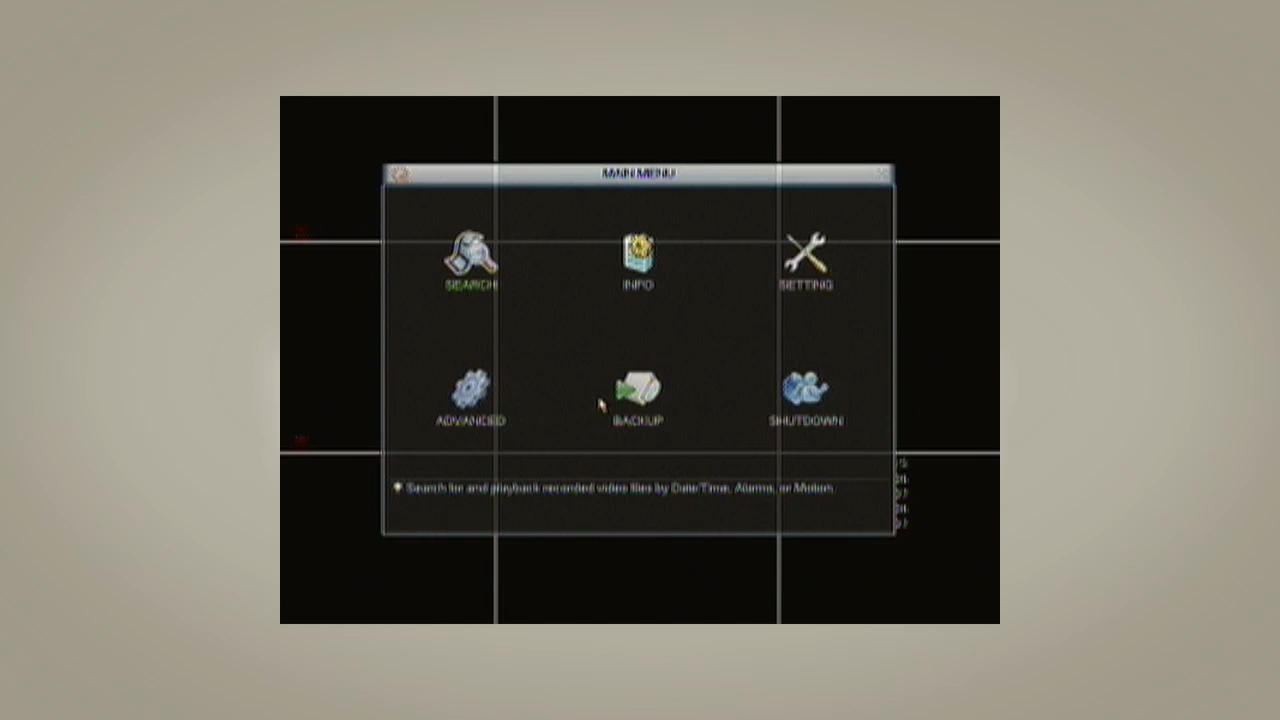 MAIN MENU
SEARCH
INFO
SETTING
ADVANCED
BACKUP
SHUTDOWN
Search for and playback recorded video files by Date/Time, Alarms, or Motion.